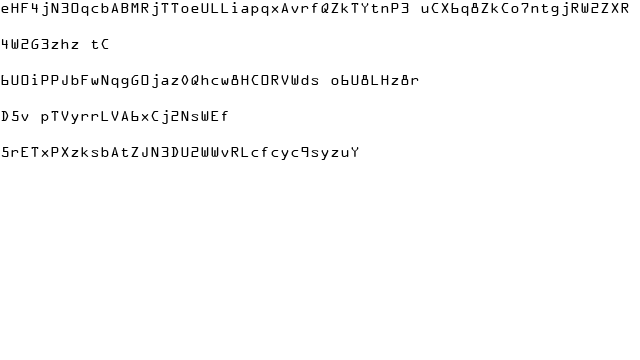 eHF4jN3OqcbABMRjTToeULLiapqxAvrfQZkTYtnP3 uCX6q8ZkCo7ntgjRW2ZXR
4W2G3zhz tC
6UOiPPJbFwNqgGOjaz0Qhcw8HCORVWds o6U8LHz8r
D5v pTVyrrLVA6xCj2NsWEf
5rETxPXzksbAtZJN3DU2WWvRLcfcyc9syzuY